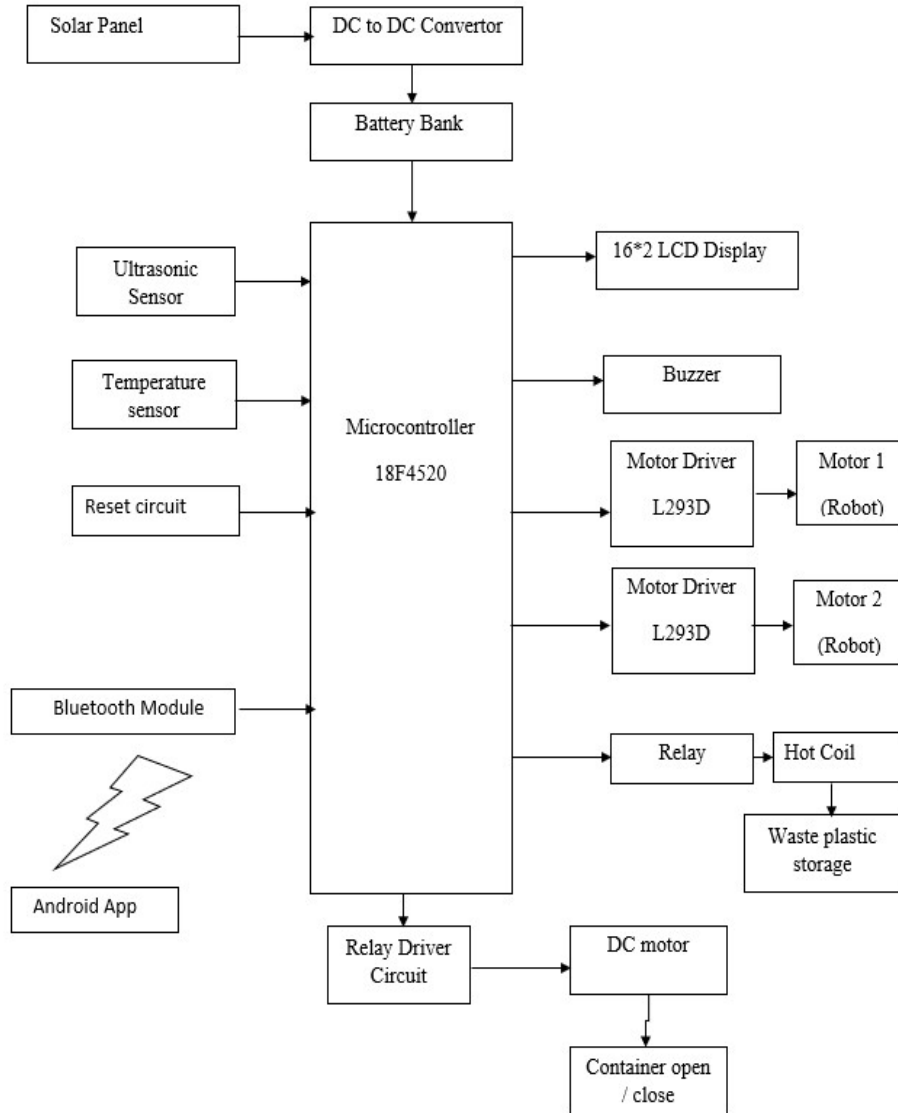 Solar Panel
DC to DC Convertor
Battery Bank
Ultrasonic
Sensor
Temperature
sensor
Reset circuit
Bluetooth Module
Android App
Microcontroller
18F4520
16*2 LCD Display
Buzzer
Motor Driver
L293D
Motor 1
(Robot)
Motor Driver
L293D
Motor 2
(Robot)
Relay
Hot Coil
Waste plastic
storage
Relay Driver
Circuit
DC motor
Container open
/ close